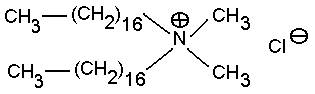 CH3—(CH2)16 ⊕ CH3
N Cl ⊖
CH3—(CH2)16 CH3